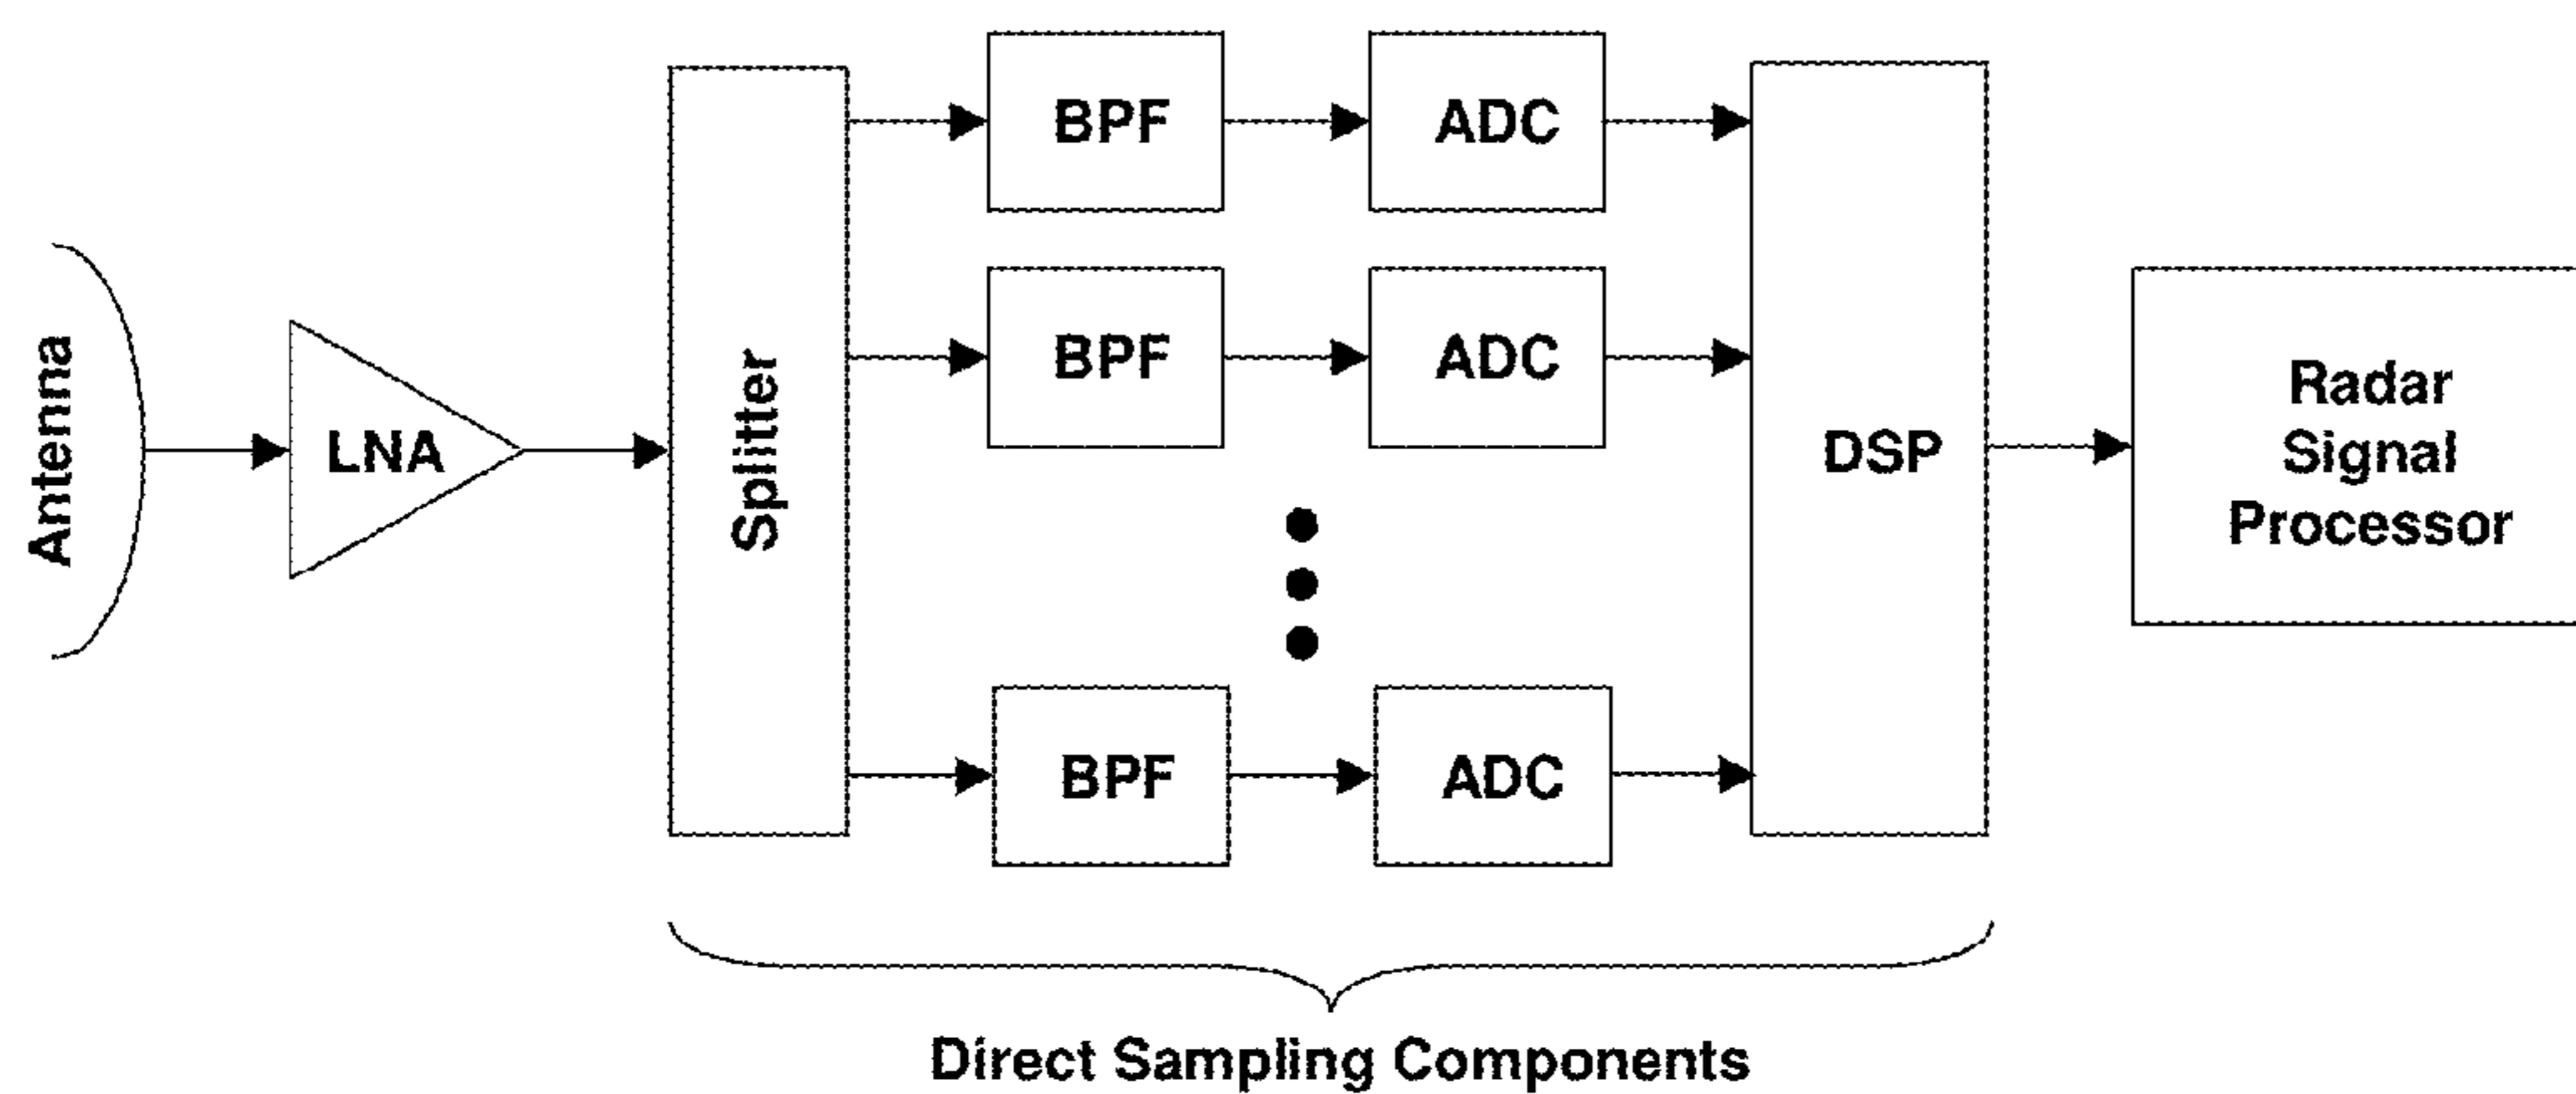 Antenna
LNA
Splitter
BPF
ADC
BPF
ADC
BPF
ADC
DSP
Radar
Signal
Processor
Direct Sampling Components